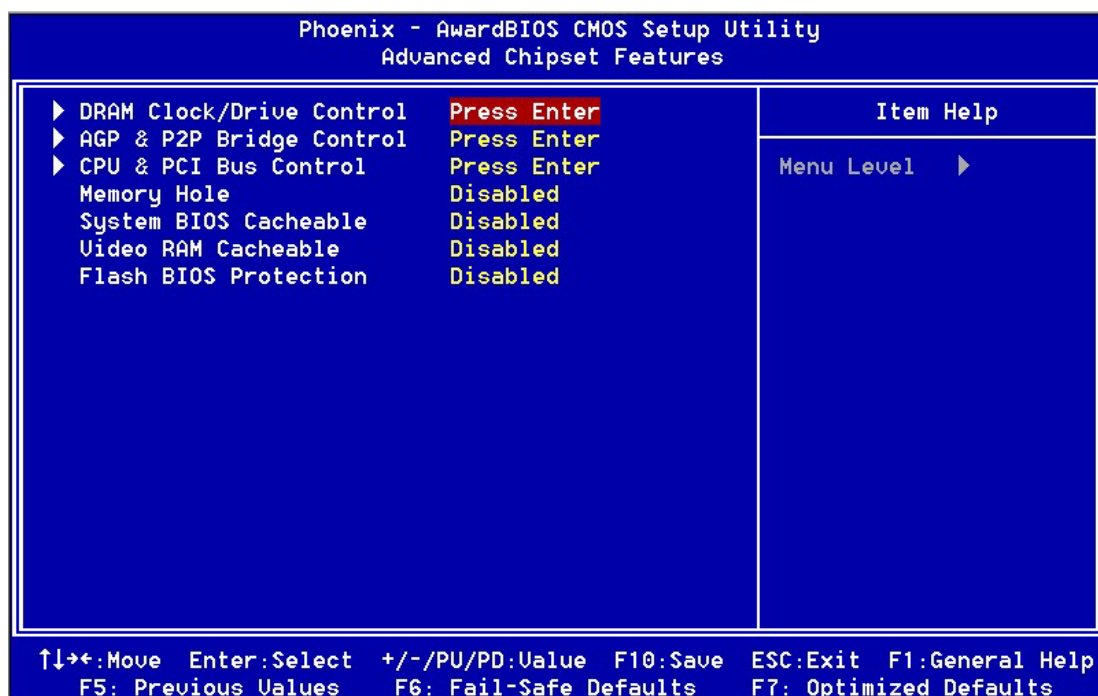 Phoenix - AwardBIOS CMOS Setup Utility
Advanced Chipset Features
DRAM Clock/Drive Control Press Enter
AGP & P2P Bridge Control Press Enter
CPU & PCI Bus Control Press Enter
Memory Hole Disabled
System BIOS Cacheable Disabled
Video RAM Cacheable Disabled
Flash BIOS Protection Disabled
Item Help
Menu Level
↑↓→←:Move Enter:Select +/-/PU/PD:Value F10:Save ESC:Exit F1:General Help
F5: Previous Values F6: Fail-Safe Defaults F7: Optimized Defaults